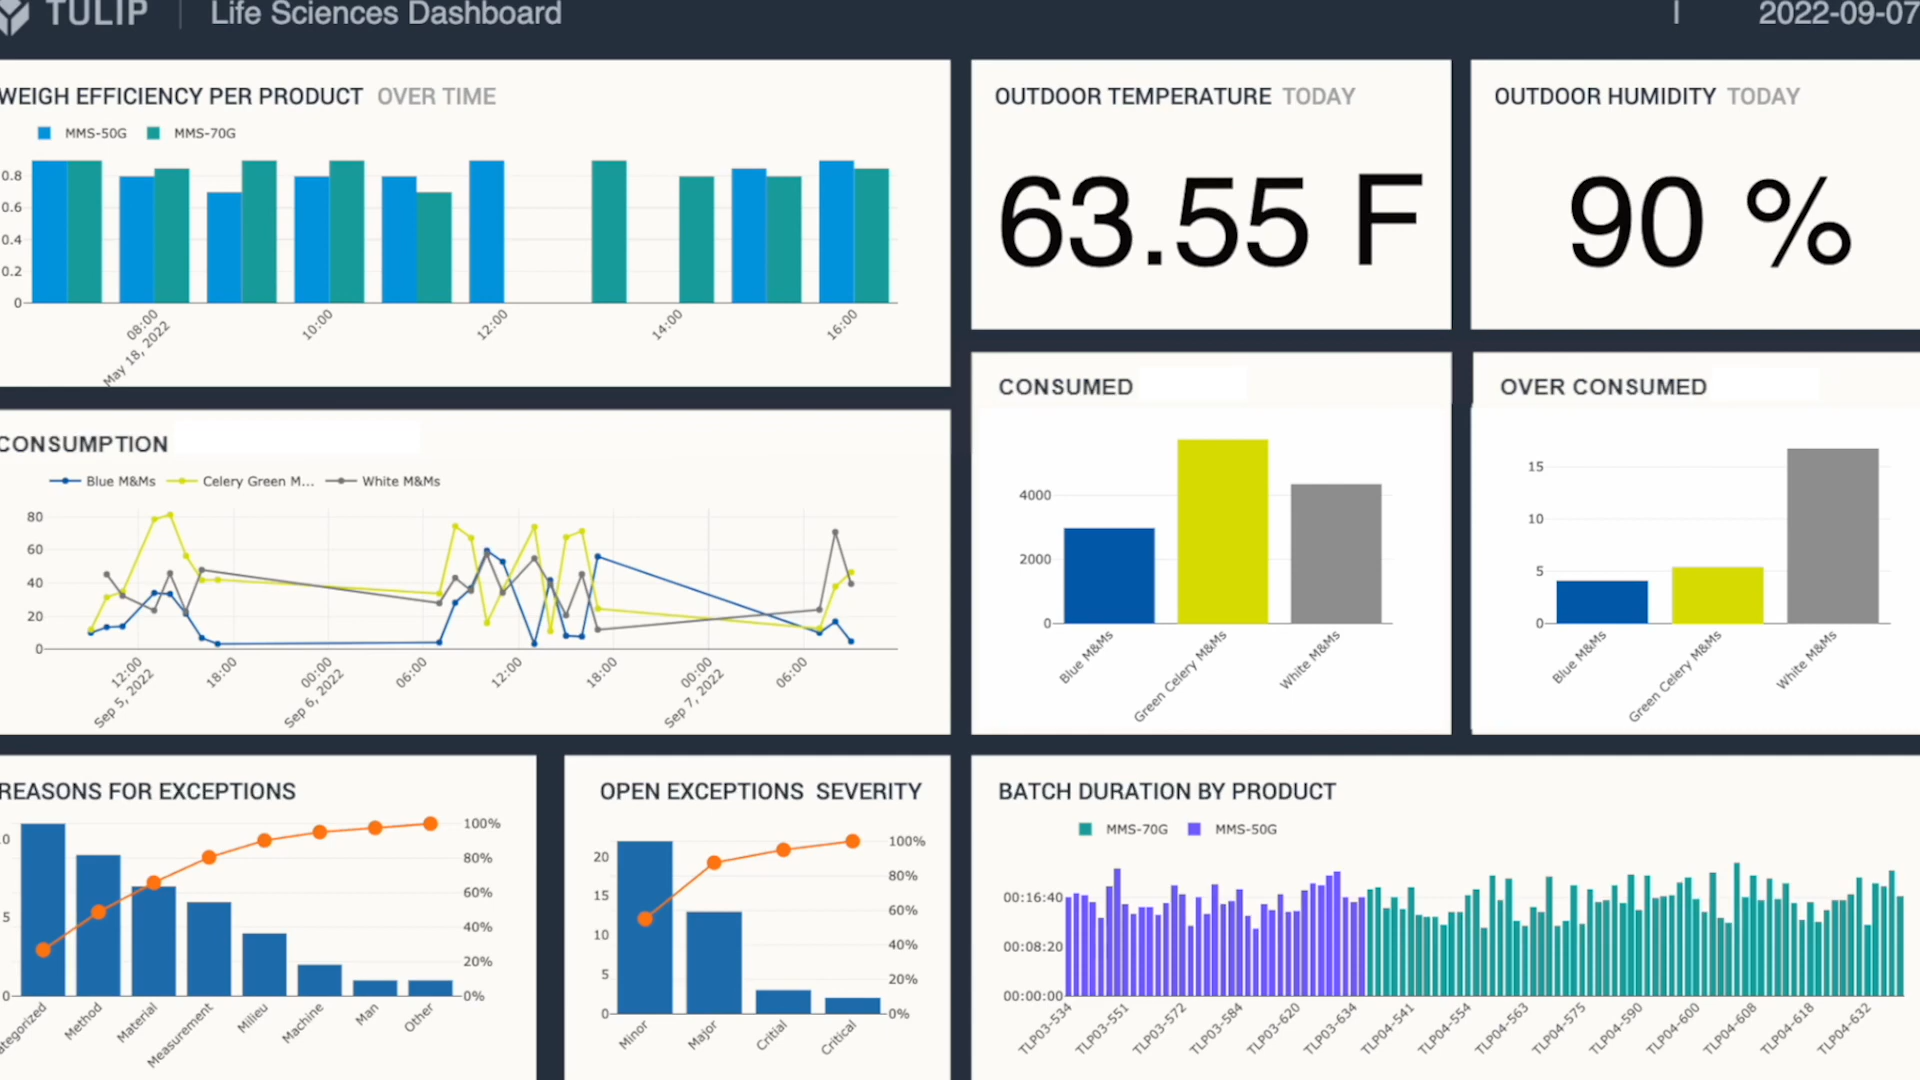 TULIP | Life Sciences Dashboard
2022-09-07
WEIGH EFFICIENCY PER PRODUCT OVER TIME
MMS-50G MMS-70G
0.8
0.6
0.4
0.2
0
08:00
May 18, 2022
10:00
12:00
14:00
16:00
OUTDOOR TEMPERATURE TODAY
63.55 F
OUTDOOR HUMIDITY TODAY
90 %
CONSUMPTION
Blue M&Ms Celery Green M... White M&Ms
80
60
40
20
0
12:00
Sep 5, 2022
18:00
00:00
Sep 6, 2022
06:00
12:00
18:00
00:00
Sep 7, 2022
06:00
CONSUMED
4000
2000
0
Blue M&Ms
Green Celery M&Ms
White M&Ms
OVER CONSUMED
15
10
5
0
Blue M&Ms
Green Celery M&Ms
White M&Ms
REASONS FOR EXCEPTIONS
0
5
0
100%
80%
60%
40%
20%
0%
ategorized
Method
Material
Measurement
Milieu
Machine
Man
Other
OPEN EXCEPTIONS SEVERITY
20
15
10
5
0
100%
80%
60%
40%
20%
0%
Minor
Major
Critial
Critical
BATCH DURATION BY PRODUCT
MMS-70G MMS-50G
00:16:40
00:08:20
00:00:00
TLP03-534
TLP03-551
TLP03-572
TLP03-584
TLP03-620
TLP03-634
TLP04-541
TLP04-554
TLP04-563
TLP04-575
TLP04-590
TLP04-600
TLP04-608
TLP04-618
TLP04-632